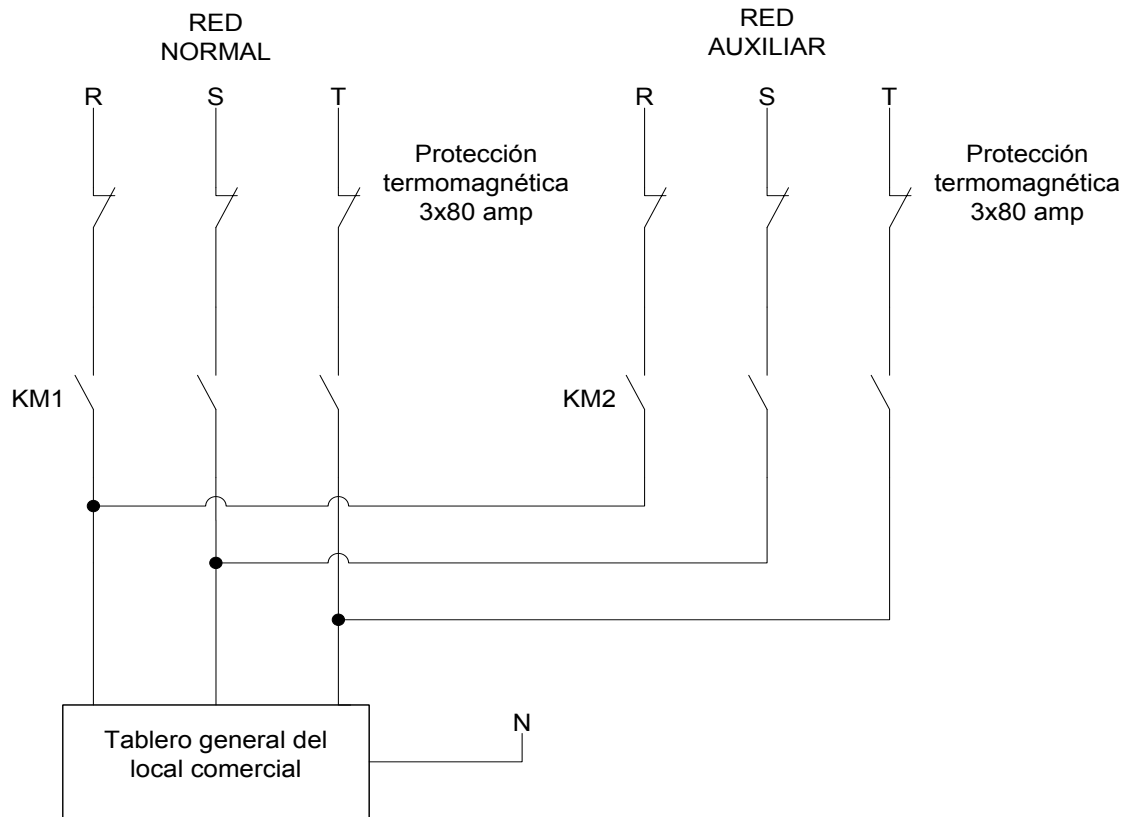 RED
NORMAL
RED
AUXILIAR
R
S
T
R
S
T
Protección
termomagnética
3x80 amp
Protección
termomagnética
3x80 amp
KM1
KM2
N
Tablero general del
local comercial